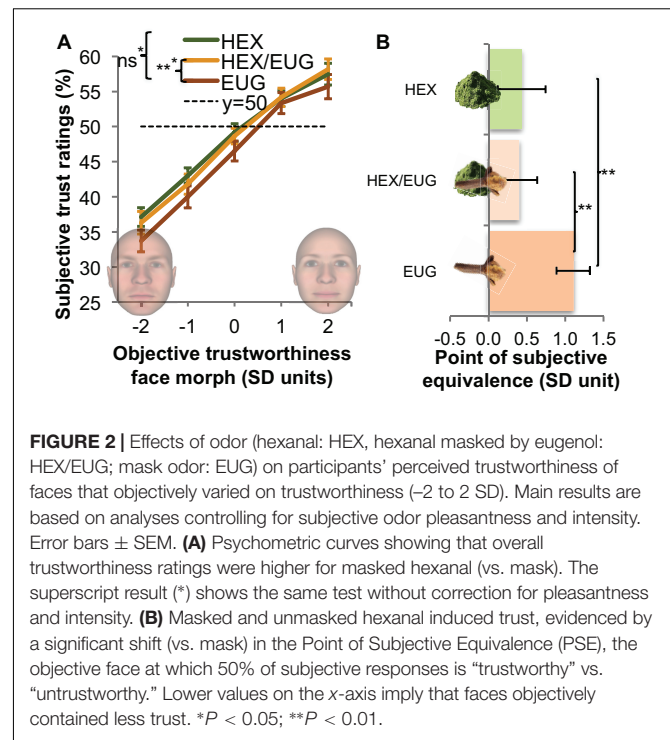 A
B
ns* ***
HEX
HEX/EUG
EUG
y=50
Subjective trust ratings (%)
60
55
50
45
40
35
30
25
-2 -1 0 1 2
Objective trustworthiness
face morph (SD units)
HEX
HEX/EUG
EUG
**
**
-0.5 0.0 0.5 1.0 1.5
Point of subjective
equivalence (SD unit)
FIGURE 2 | Effects of odor (hexanal: HEX, hexanal masked by eugenol:
HEX/EUG; mask odor: EUG) on participants’ perceived trustworthiness of
faces that objectively varied on trustworthiness (–2 to 2 SD). Main results are
based on analyses controlling for subjective odor pleasantness and intensity.
Error bars ± SEM. (A) Psychometric curves showing that overall
trustworthiness ratings were higher for masked hexanal (vs. mask). The
superscript result (*) shows the same test without correction for pleasantness
and intensity. (B) Masked and unmasked hexanal induced trust, evidenced by
a significant shift (vs. mask) in the Point of Subjective Equivalence (PSE), the
objective face at which 50% of subjective responses is “trustworthy” vs.
“untrustworthy.” Lower values on the x-axis imply that faces objectively
contained less trust. *P < 0.05; **P < 0.01.